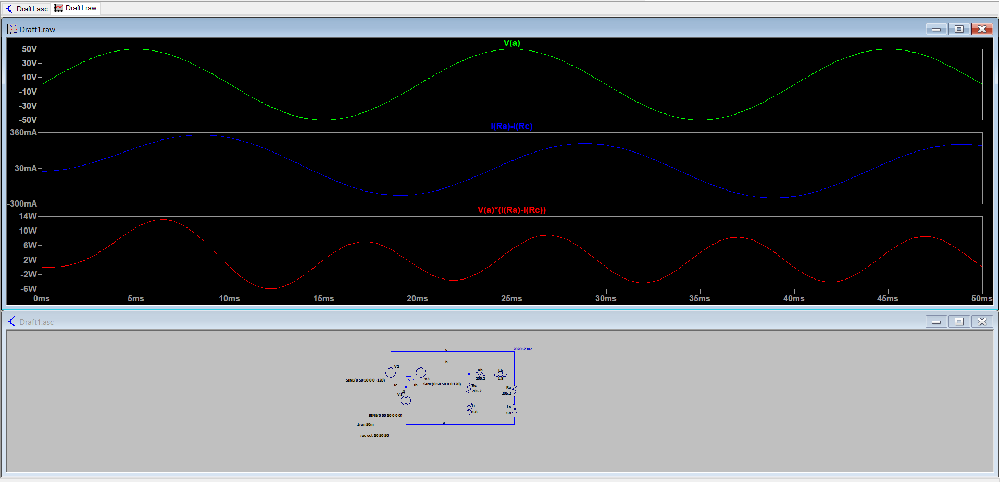 Draft1.asc Draft1.raw
Draft1.raw
V(a)
50V
30V
10V
-10V
-30V
-50V
I(Ra)-I(Rc)
360mA
30mA
-300mA
V(a)*(I(Ra)-I(Rc))
14W
10W
6W
2W
-2W
-6W
0ms 5ms 10ms 15ms 20ms 25ms 30ms 35ms 40ms 45ms 50ms
Draft1.asc
c
202052307
b
V2
Rb
Lb
205.2
1.8
SINE(0 50 50 0 0 -120)
V3
SINE(0 50 50 0 0 120)
Ic
Ib
Ia
Rc
205.2
Ra
205.2
V1
Lc
1.8
La
1.8
SINE(0 50 50 0 0 0)
a
.tran 50m
;ac oct 50 50 50